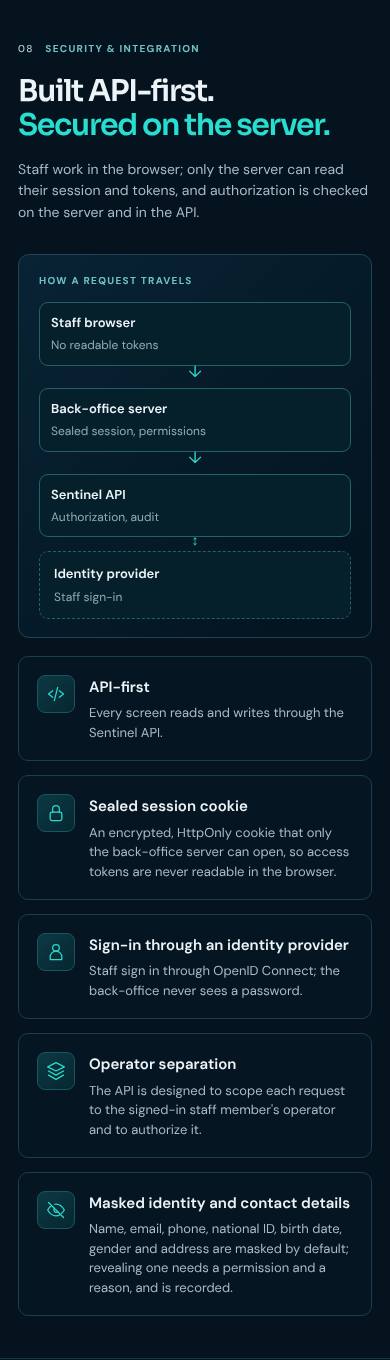 08 SECURITY & INTEGRATION
Built API-first.
Secured on the server.
Staff work in the browser; only the server can read
their session and tokens, and authorization is checked
on the server and in the API.
HOW A REQUEST TRAVELS
Staff browser
No readable tokens
Back-office server
Sealed session, permissions
Sentinel API
Authorization, audit
Identity provider
Staff sign-in
API-first
Every screen reads and writes through the
Sentinel API.
Sealed session cookie
An encrypted, HttpOnly cookie that only
the back-office server can open, so access
tokens are never readable in the browser.
Sign-in through an identity provider
Staff sign in through OpenID Connect; the
back-office never sees a password.
Operator separation
The API is designed to scope each request
to the signed-in staff member's operator
and to authorize it.
Masked identity and contact details
Name, email, phone, national ID, birth date,
gender and address are masked by default;
revealing one needs a permission and a
reason, and is recorded.